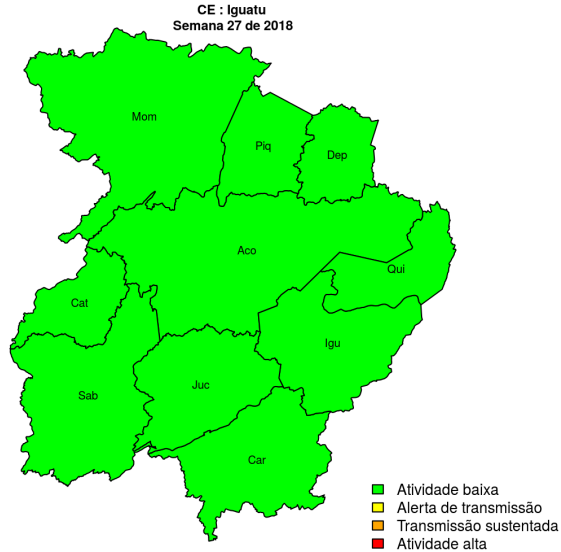 CE : Iguatu
Semana 27 de 2018
Mom
Piq
Dep
Aco
Qui
Cat
Igu
Juc
Sab
Car
Atividade baixa
Alerta de transmissão
Transmissão sustentada
Atividade alta